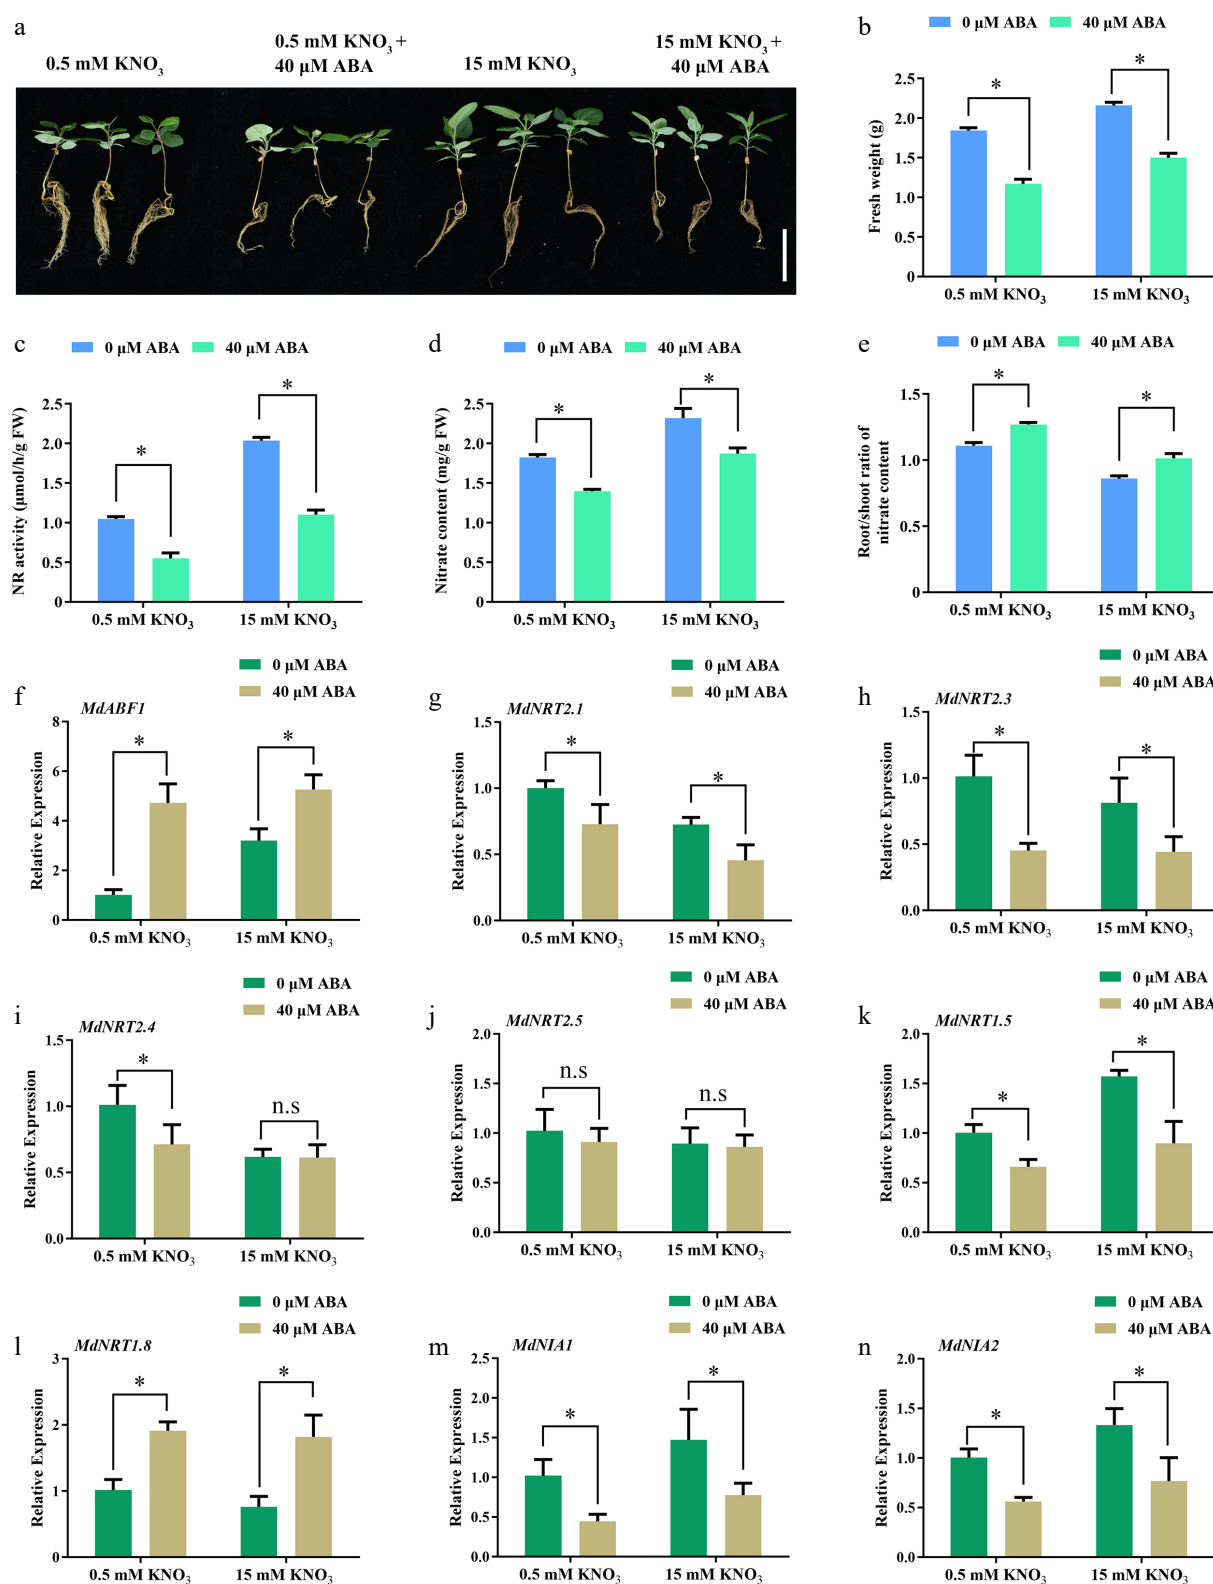 a
0.5 mM KNO₃
0.5 mM KNO₃ +
40 μM ABA
15 mM KNO₃
15 mM KNO₃ +
40 μM ABA
b
0 μM ABA
40 μM ABA
Fresh weight (g)
2.5
2.0
1.5
1.0
0.5
0
*
*
0.5 mM KNO₃
15 mM KNO₃
c
0 μM ABA
40 μM ABA
NR activity (μmol/h/g FW)
2.5
2.0
1.5
1.0
0.5
0
*
*
0.5 mM KNO₃
15 mM KNO₃
d
0 μM ABA
40 μM ABA
Nitrate content (mg/g FW)
2.5
2.0
1.5
1.0
0.5
0
*
*
0.5 mM KNO₃
15 mM KNO₃
e
0 μM ABA
40 μM ABA
Root/shoot ratio of
nitrate content
1.5
1.0
0.5
0
*
*
0.5 mM KNO₃
15 mM KNO₃
f
0 μM ABA
40 μM ABA
MdABF1
Relative Expression
8
6
4
2
0
*
*
0.5 mM KNO₃
15 mM KNO₃
g
0 μM ABA
40 μM ABA
MdNRT2.1
Relative Expression
1.5
1.0
0.5
0.0
*
*
0.5 mM KNO₃
15 mM KNO₃
h
0 μM ABA
40 μM ABA
MdNRT2.3
Relative Expression
1.5
1.0
0.5
0.0
*
*
0.5 mM KNO₃
15 mM KNO₃
i
0 μM ABA
40 μM ABA
MdNRT2.4
Relative Expression
1.5
1.0
0.5
0.0
*
n.s
0.5 mM KNO₃
15 mM KNO₃
j
0 μM ABA
40 μM ABA
MdNRT2.5
Relative Expression
2.0
1.5
1.0
0.5
0.0
n.s
n.s
0.5 mM KNO₃
15 mM KNO₃
k
0 μM ABA
40 μM ABA
MdNRT1.5
Relative Expression
2.0
1.5
1.0
0.5
0.0
*
*
0.5 mM KNO₃
15 mM KNO₃
l
0 μM ABA
40 μM ABA
MdNRT1.8
Relative Expression
3
2
1
0
*
*
0.5 mM KNO₃
15 mM KNO₃
m
0 μM ABA
40 μM ABA
MdNIA1
Relative Expression
2.5
2.0
1.5
1.0
0.5
0.0
*
*
0.5 mM KNO₃
15 mM KNO₃
n
0 μM ABA
40 μM ABA
MdNIA2
Relative Expression
2.0
1.5
1.0
0.5
0.0
*
*
0.5 mM KNO₃
15 mM KNO₃